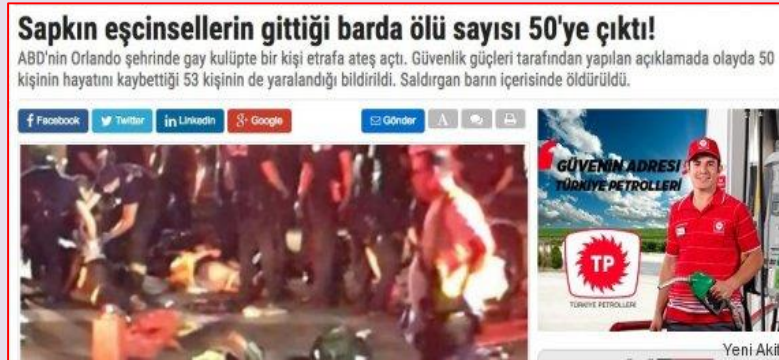 Sapkın eşcinsellerin gittiği barda ölü sayısı 50'ye çıktı!
ABD'nin Orlando şehrinde gay kulüpte bir kişi etrafa ateş açtı. Güvenlik güçleri tarafından yapılan açıklamada olayda 50
kişinin hayatını kaybettiği 53 kişinin de yaralandığı bildirildi. Saldırgan barın içerisinde öldürüldü.
f Facebook Twitter in Linkedin 8+ Google Gönder A
GÜVENİN ADRESİ
TÜRKİYE PETROLLERİ
TP
TÜRKİYE PETROLLERİ
Yeni Akit